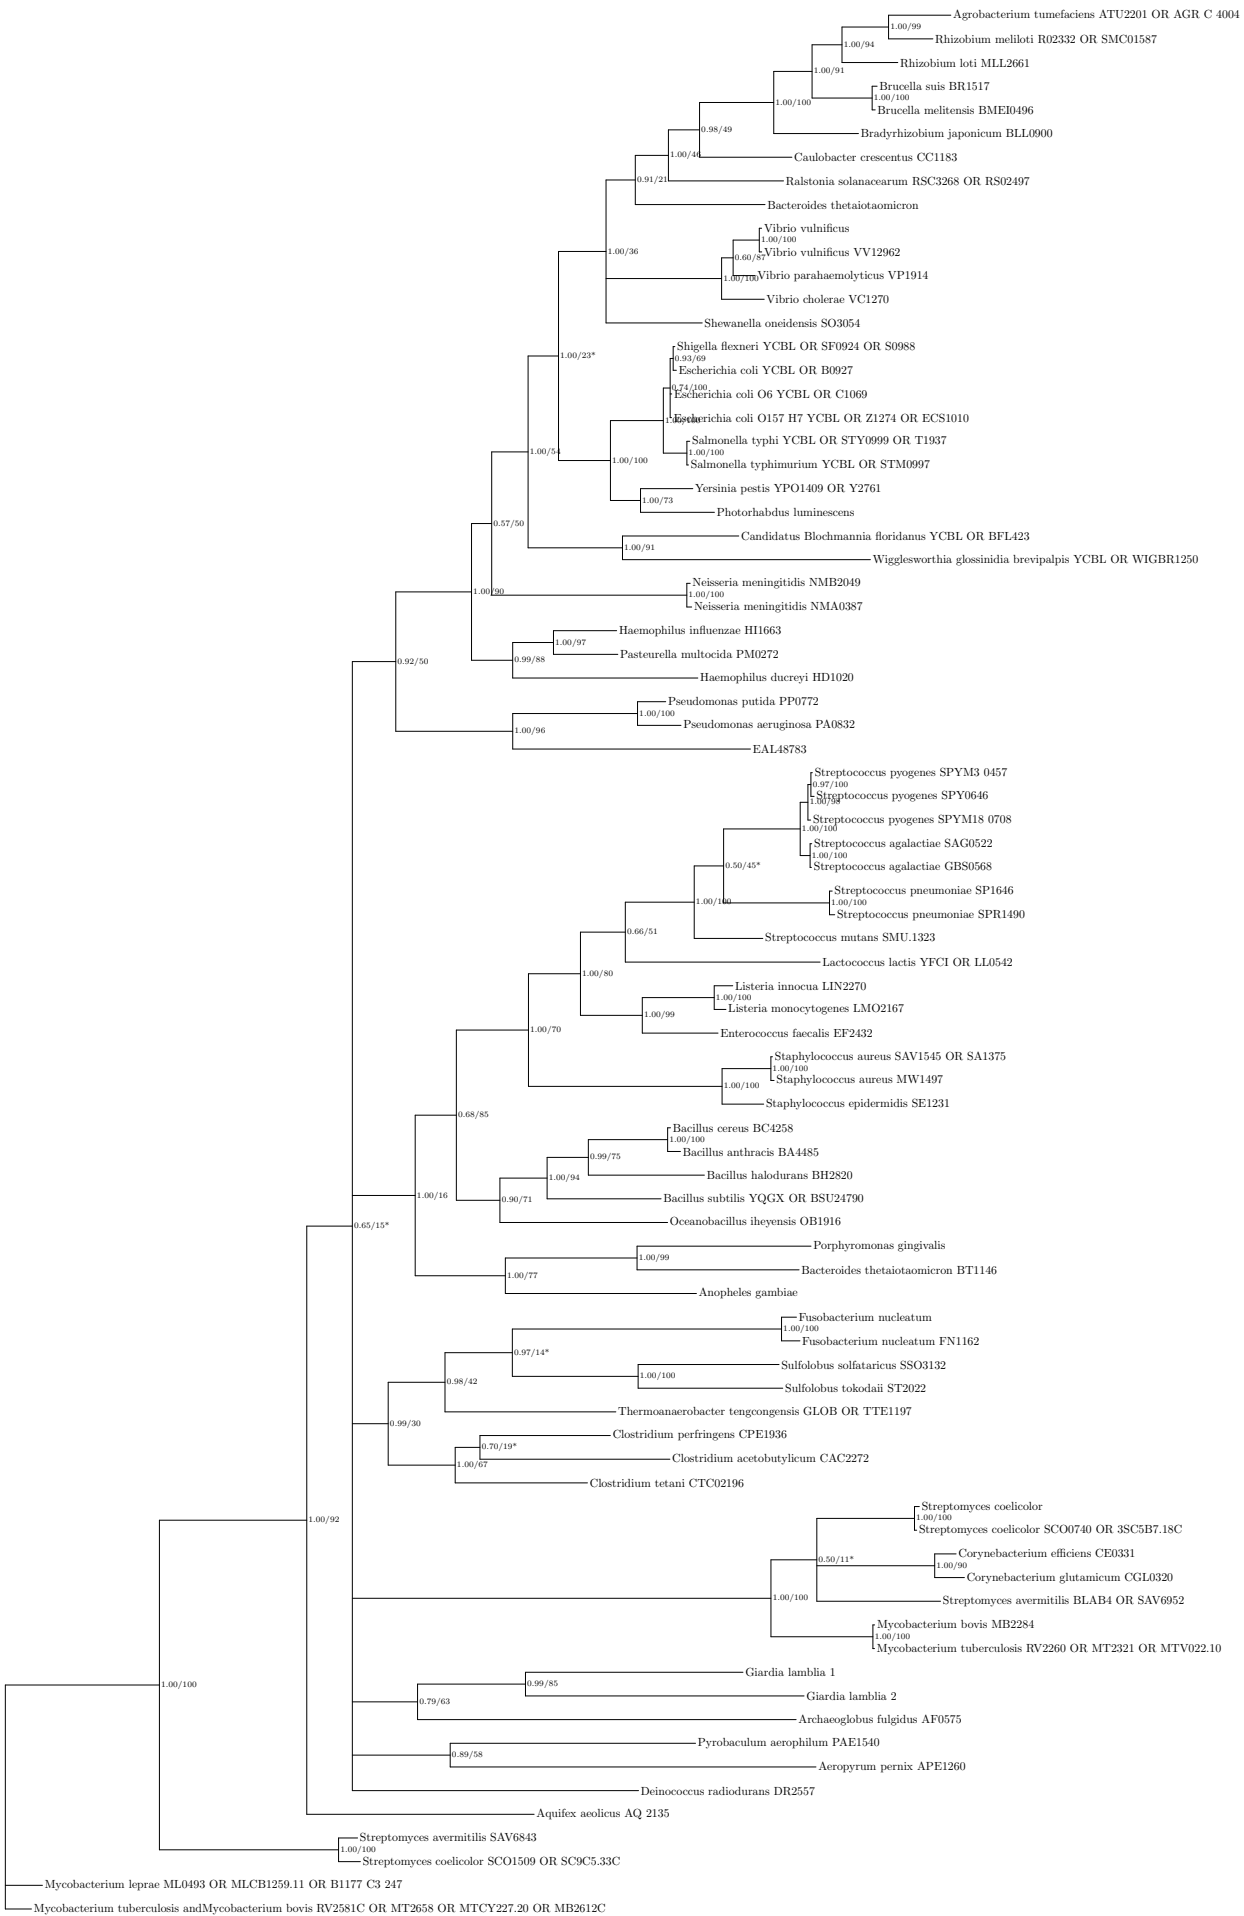 Agrobacterium tumefaciens ATU2201 OR AGR C 4004
1.00/99
Rhizobium meliloti R02332 OR SMC01587
1.00/94
Rhizobium loti MLL2661
1.00/91
Brucella suis BR1517
1.00/100
Brucella melitensis BMEI0496
1.00/100
Bradyrhizobium japonicum BLL0900
0.98/49
Caulobacter crescentus CC1183
1.00/46
Ralstonia solanacearum RSC3268 OR RS02497
0.91/21
Bacteroides thetaiotaomicron
Vibrio vulnificus
1.00/100
1.00/36
Vibrio vulnificus VV12962
0.60/87
Vibrio parahaemolyticus VP1914
1.00/100
Vibrio cholerae VC1270
Shewanella oneidensis SO3054
Shigella flexneri YCBL OR SF0924 OR S0988
1.00/23*
0.93/69
Escherichia coli YCBL OR B0927
0.74/100
Escherichia coli O6 YCBL OR C1069
Escherichia coli O157 H7 YCBL OR Z1274 OR ECS1010
Salmonella typhi YCBL OR STY0999 OR T1937
1.00/54
1.00/100
1.00/100
Salmonella typhimurium YCBL OR STM0997
Yersinia pestis YPO1409 OR Y2761
1.00/73
Photorhabdus luminescens
0.57/50
Candidatus Blochmannia floridanus YCBL OR BFL423
1.00/91
Wigglesworthia glossinidia brevipalpis YCBL OR WIGBR1250
Neisseria meningitidis NMB2049
1.00/90
1.00/100
Neisseria meningitidis NMA0387
Haemophilus influenzae HI1663
1.00/97
Pasteurella multocida PM0272
0.92/50
0.99/88
Haemophilus ducreyi HD1020
Pseudomonas putida PP0772
1.00/100
Pseudomonas aeruginosa PA0832
1.00/96
EAL48783
Streptococcus pyogenes SPYM3 0457
0.97/100
Streptococcus pyogenes SPY0646
1.00/98
Streptococcus pyogenes SPYM18 0708
1.00/100
Streptococcus agalactiae SAG0522
1.00/100
0.50/45*
Streptococcus agalactiae GBS0568
Streptococcus pneumoniae SP1646
1.00/100
1.00/100
Streptococcus pneumoniae SPR1490
0.66/51
Streptococcus mutans SMU.1323
Lactococcus lactis YFCI OR LL0542
1.00/80
Listeria innocua LIN2270
1.00/100
Listeria monocytogenes LMO2167
1.00/99
1.00/70
Enterococcus faecalis EF2432
Staphylococcus aureus SAV1545 OR SA1375
1.00/100
Staphylococcus aureus MW1497
1.00/100
Staphylococcus epidermidis SE1231
0.68/85
Bacillus cereus BC4258
1.00/100
Bacillus anthracis BA4485
0.99/75
Bacillus halodurans BH2820
1.00/94
1.00/16
Bacillus subtilis YQGX OR BSU24790
0.90/71
Oceanobacillus iheyensis OB1916
0.65/15*
Porphyromonas gingivalis
1.00/99
Bacteroides thetaiotaomicron BT1146
1.00/77
Anopheles gambiae
Fusobacterium nucleatum
1.00/100
Fusobacterium nucleatum FN1162
0.97/14*
Sulfolobus solfataricus SSO3132
1.00/100
0.98/42
Sulfolobus tokodaii ST2022
Thermoanaerobacter tengcongensis GLOB OR TTE1197
0.99/30
Clostridium perfringens CPE1936
0.70/19*
Clostridium acetobutylicum CAC2272
1.00/67
Clostridium tetani CTC02196
Streptomyces coelicolor
1.00/92
1.00/100
Streptomyces coelicolor SCO0740 OR 3SC5B7.18C
Corynebacterium efficiens CE0331
0.50/11*
1.00/90
Corynebacterium glutamicum CGL0320
1.00/100
Streptomyces avermitilis BLAB4 OR SAV6952
Mycobacterium bovis MB2284
1.00/100
Mycobacterium tuberculosis RV2260 OR MT2321 OR MTV022.10
Giardia lamblia 1
1.00/100
0.99/85
Giardia lamblia 2
0.79/63
Archaeoglobus fulgidus AF0575
Pyrobaculum aerophilum PAE1540
0.89/58
Aeropyrum pernix APE1260
Deinococcus radiodurans DR2557
Aquifex aeolicus AQ 2135
Streptomyces avermitilis SAV6843
1.00/100
Streptomyces coelicolor SCO1509 OR SC9C5.33C
Mycobacterium leprae ML0493 OR MLCB1259.11 OR B1177 C3 247
Mycobacterium tuberculosis andMycobacterium bovis RV2581C OR MT2658 OR MTCY227.20 OR MB2612C